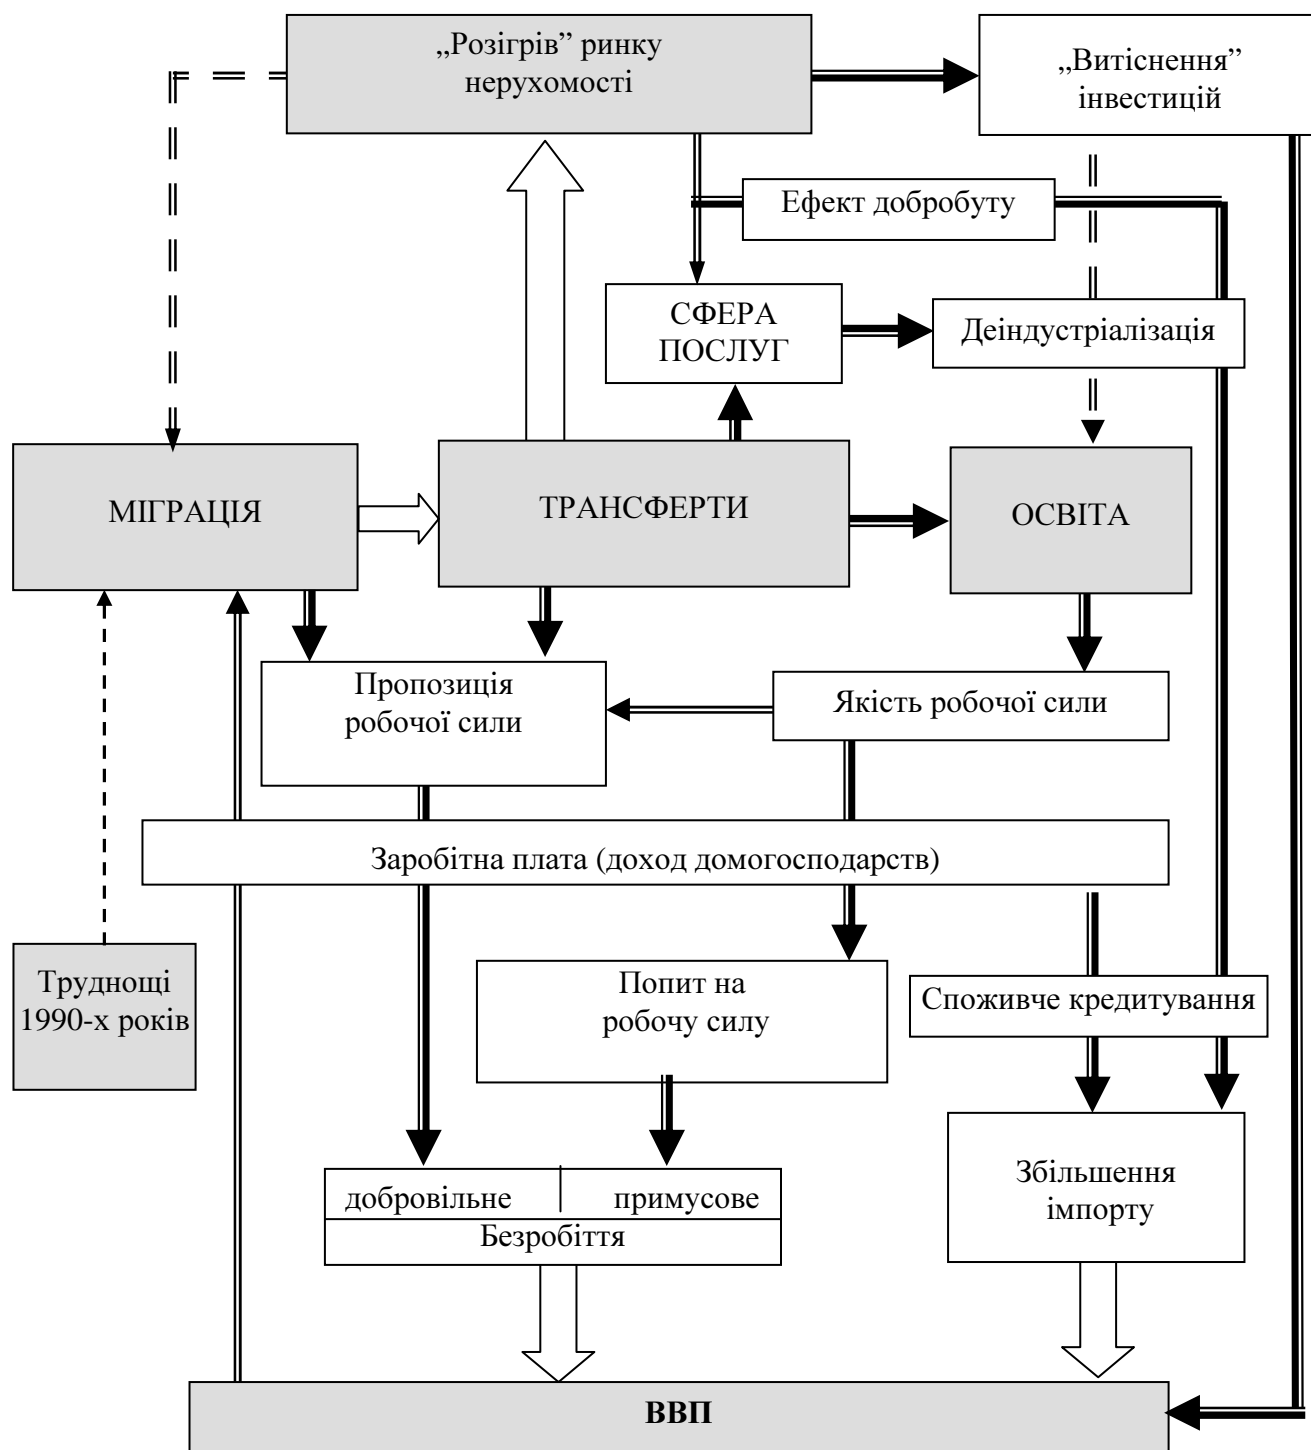 „Розігрів” ринку
нерухомості
„Витіснення”
інвестицій
Ефект добробуту
СФЕРА
ПОСЛУГ
Деіндустріалізація
МІГРАЦІЯ
ТРАНСФЕРТИ
ОСВІТА
Пропозиція
робочої сили
Якість робочої сили
Заробітна плата (доход домогосподарств)
Труднощі
1990-х років
Попит на
робочу силу
Споживче кредитування
добровільне
примусове
Безробіття
Збільшення
імпорту
ВВП